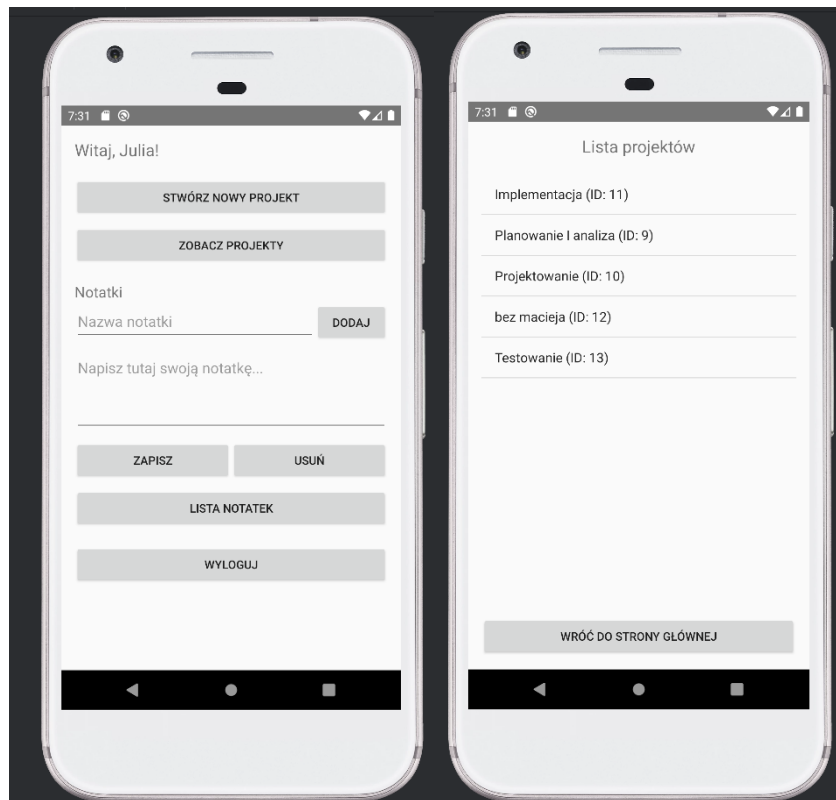 7:31
Witaj, Julia!
STWÓRZ NOWY PROJEKT
ZOBACZ PROJEKTY
Notatki
Nazwa notatki
DODAJ
Napisz tutaj swoją notatkę...
ZAPISZ
USUŃ
LISTA NOTATEK
WYLOGUJ
7:31
Lista projektów
Implementacja (ID: 11)
Planowanie I analiza (ID: 9)
Projektowanie (ID: 10)
bez macieja (ID: 12)
Testowanie (ID: 13)
WRÓĆ DO STRONY GŁÓWNEJ